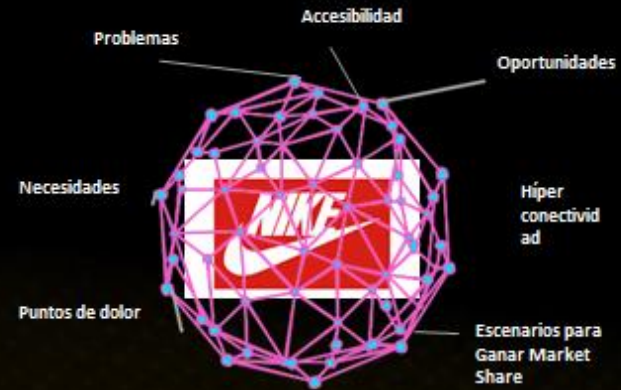 Accesibilidad
Problemas
Oportunidades
Necesidades
Híper
conectivid
ad
NIKE
Puntos de dolor
Escenarios para
Ganar Market
Share